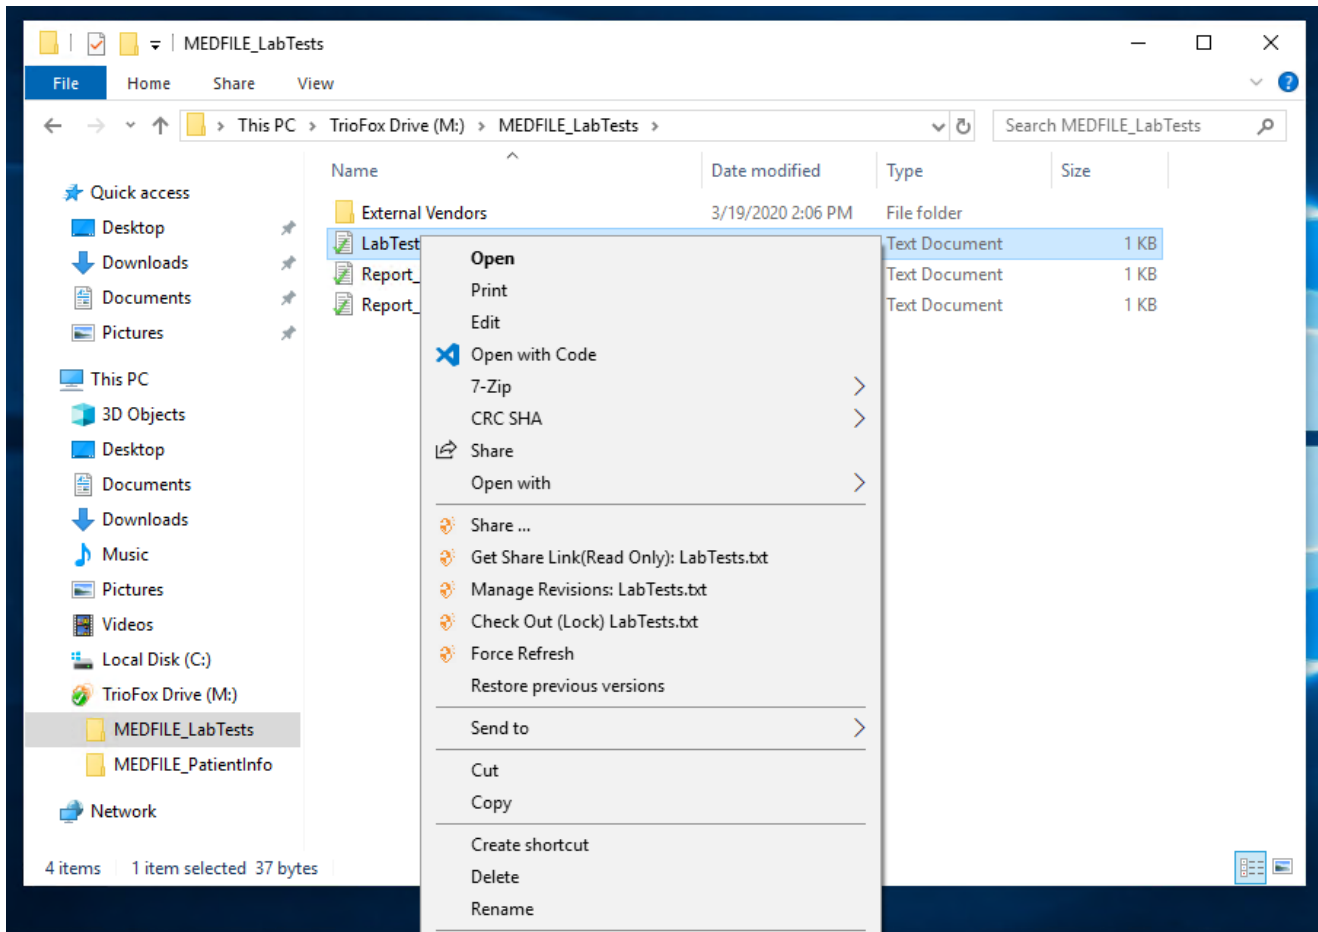 MEDFILE_LabTests
File Home Share View
This PC TrioFox Drive (M:) MEDFILE_LabTests
Search MEDFILE_LabTests
Name Date modified Type Size
Quick access
Desktop
Downloads
Documents
Pictures
This PC
3D Objects
Desktop
Documents
Downloads
Music
Pictures
Videos
Local Disk (C:)
TrioFox Drive (M:)
MEDFILE_LabTests
MEDFILE_PatientInfo
Network
External Vendors 3/19/2020 2:06 PM File folder
LabTest Text Document 1 KB
Report_ Text Document 1 KB
Report_ Text Document 1 KB
Open
Print
Edit
Open with Code
7-Zip
CRC SHA
Share
Open with
Share ...
Get Share Link(Read Only): LabTests.txt
Manage Revisions: LabTests.txt
Check Out (Lock) LabTests.txt
Force Refresh
Restore previous versions
Send to
Cut
Copy
Create shortcut
Delete
Rename
4 items 1 item selected 37 bytes